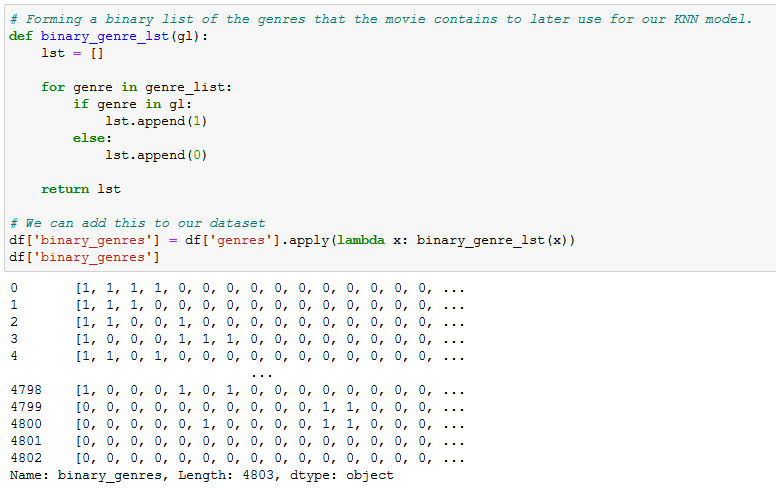 # Forming a binary list of the genres that the movie contains to later use for our KNN model.
def binary_genre_lst(gl):
    lst = []

    for genre in genre_list:
        if genre in gl:
            lst.append(1)
        else:
            lst.append(0)

    return lst

# We can add this to our dataset
df['binary_genres'] = df['genres'].apply(lambda x: binary_genre_lst(x))
df['binary_genres']
0       [1, 1, 1, 1, 0, 0, 0, 0, 0, 0, 0, 0, 0, 0, 0, ...
1       [1, 1, 1, 0, 0, 0, 0, 0, 0, 0, 0, 0, 0, 0, 0, ...
2       [1, 1, 0, 0, 1, 0, 0, 0, 0, 0, 0, 0, 0, 0, 0, ...
3       [1, 0, 0, 0, 1, 1, 1, 0, 0, 0, 0, 0, 0, 0, 0, ...
4       [1, 1, 0, 1, 0, 0, 0, 0, 0, 0, 0, 0, 0, 0, 0, ...
                              ...
4798    [1, 0, 0, 0, 1, 0, 1, 0, 0, 0, 0, 0, 0, 0, 0, ...
4799    [0, 0, 0, 0, 0, 0, 0, 0, 0, 0, 1, 1, 0, 0, 0, ...
4800    [0, 0, 0, 0, 0, 1, 0, 0, 0, 0, 1, 1, 0, 0, 0, ...
4801    [0, 0, 0, 0, 0, 0, 0, 0, 0, 0, 0, 0, 0, 0, 0, ...
4802    [0, 0, 0, 0, 0, 0, 0, 0, 0, 0, 0, 0, 0, 0, 0, ...
Name: binary_genres, Length: 4803, dtype: object